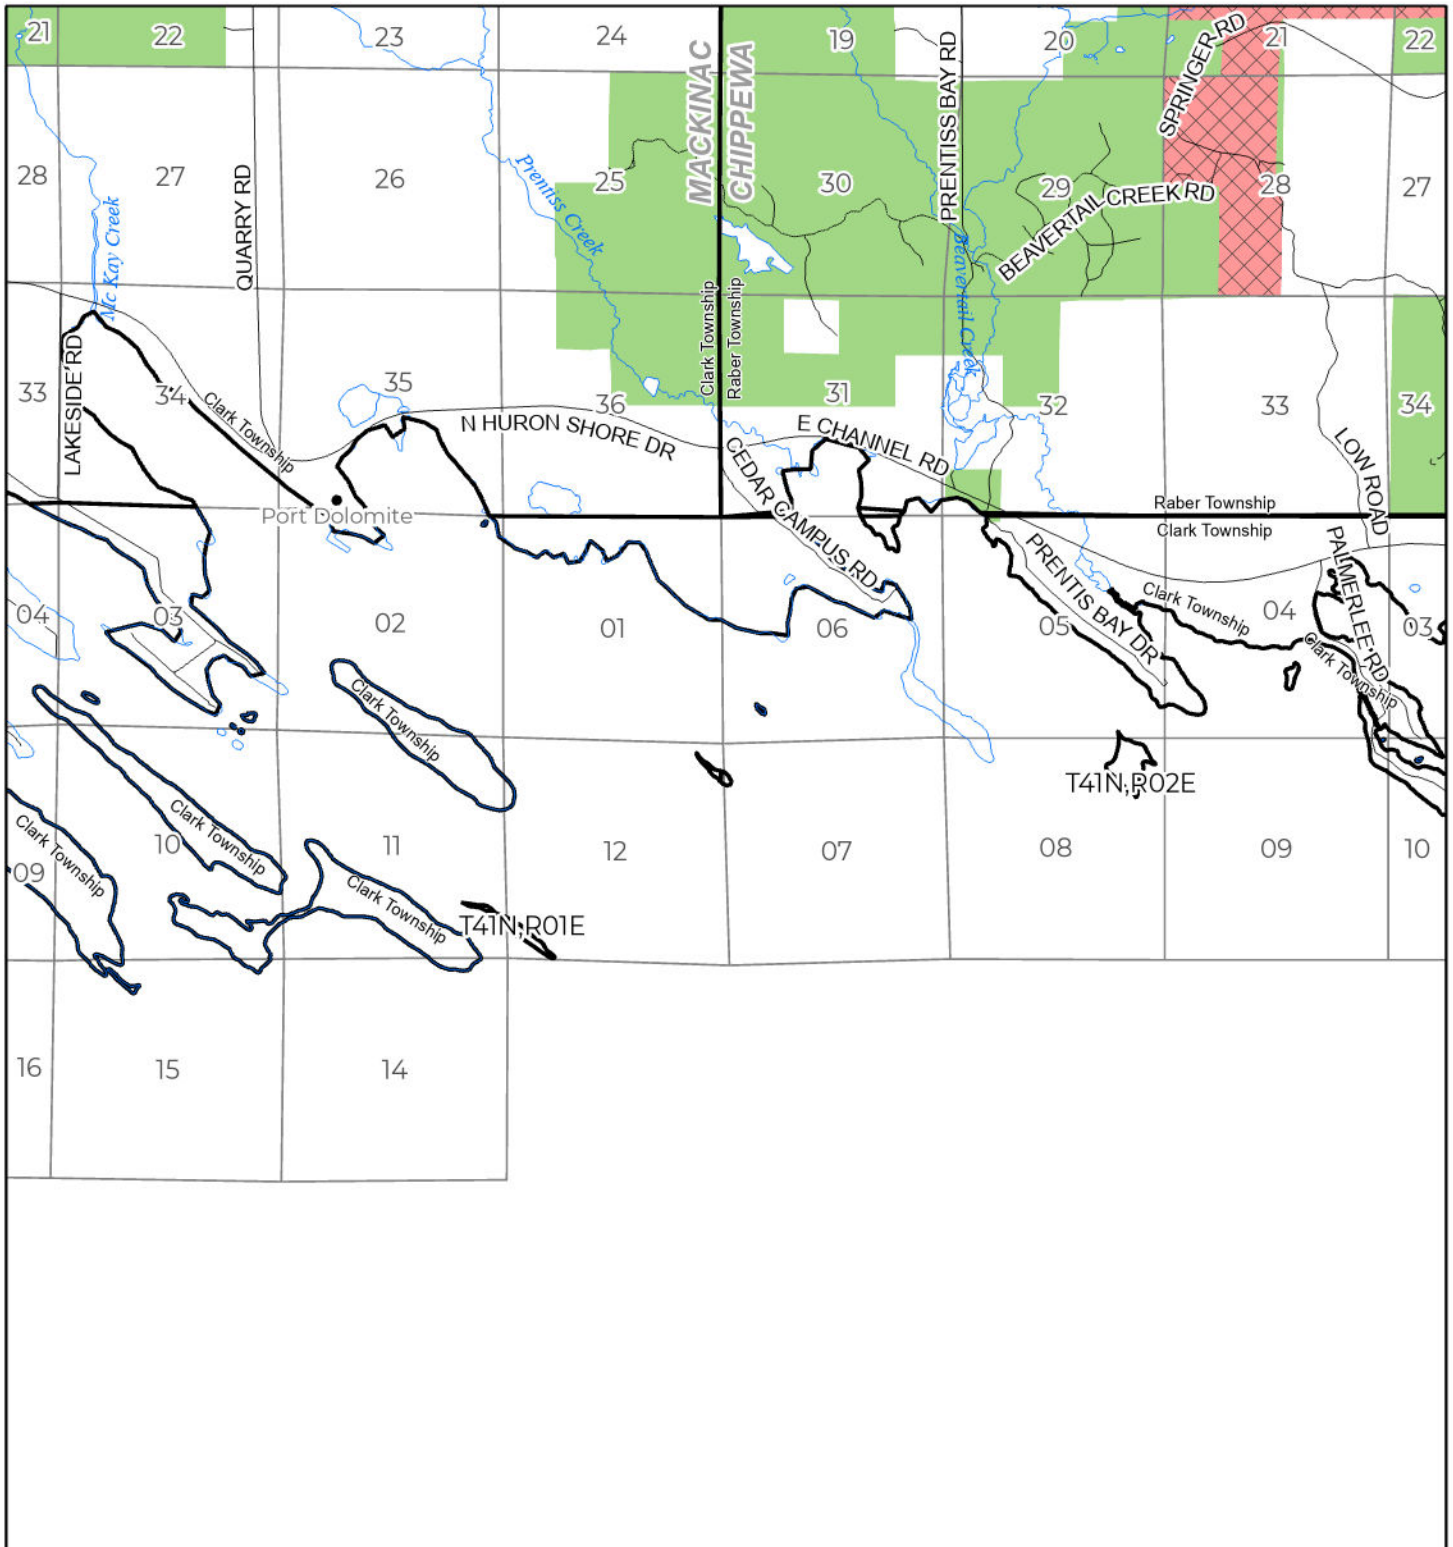 21
22
23
24
19
20
21
22
MACKINAC
CHIPPEWA
PRENTISS BAY RD
SPRINGER RD
28
27
26
25
30
29
28
27
QUARRY RD
Mc Kay Creek
Prentiss Creek
BEAVERTAIL CREEK RD
Beavertail Creek
Clark Township
Raber Township
33
34
35
36
31
32
33
34
LAKESIDE RD
Clark Township
N HURON SHORE DR
E CHANNEL RD
CEDAR CAMPUS RD
LOW ROAD
Port Dolomite
Raber Township
Clark Township
PRENTIS BAY DR
PALMERLEE RD
Clark Township
Clark Township
04
03
02
01
06
05
04
03
Clark Township
T41N,R02E
Clark Township
Clark Township
09
10
11
12
07
08
09
10
Clark Township
T41N,R01E
16
15
14